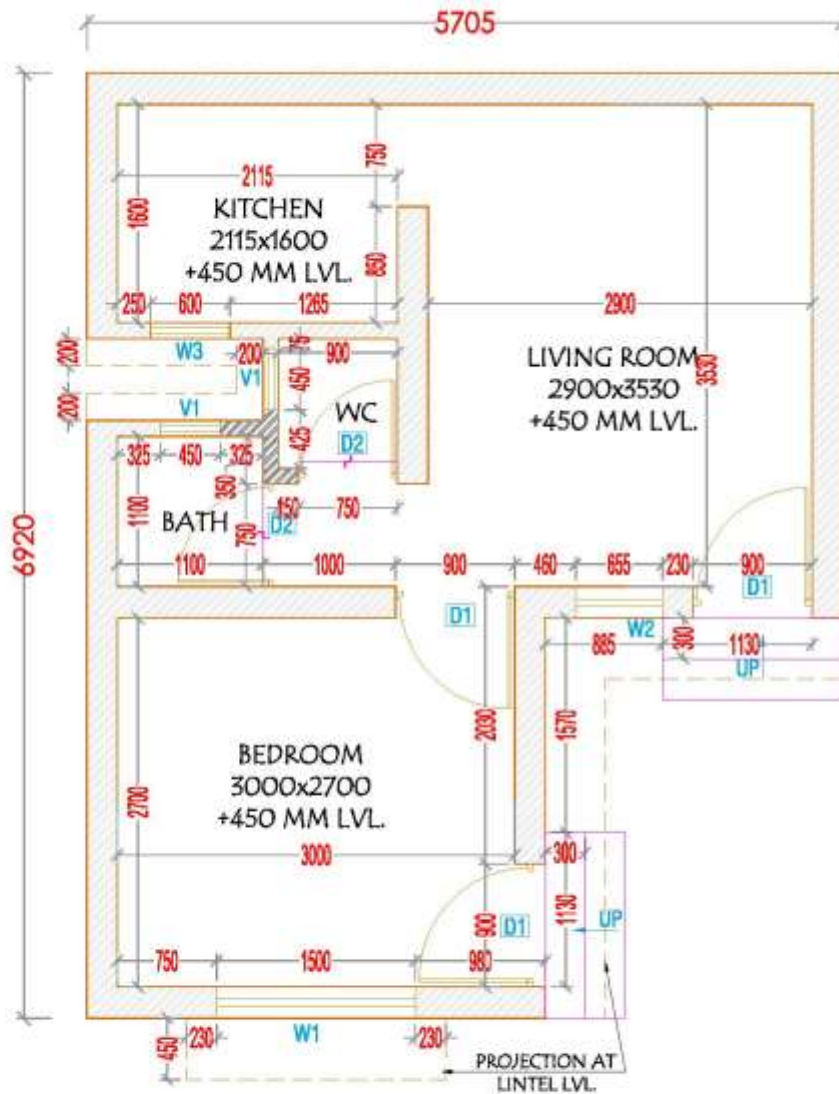 5705
6920
750
2115
1600
KITCHEN
2115x1600
+450 MM LVL.
850
250
600
1265
2900
3530
LIVING ROOM
2900x3530
+450 MM LVL.
200
W3
200
V1
75
900
450
WC
425
D2
200
V1
325
450
325
350
1100
BATH
750
D2
150
750
1100
1000
900
460
655
230
900
D1
D1
W2
300
885
1130
UP
2030
1570
BEDROOM
3000x2700
+450 MM LVL.
2700
3000
300
900
D1
1130
UP
750
1500
980
W1
450
230
230
PROJECTION AT
LINTEL LVL.